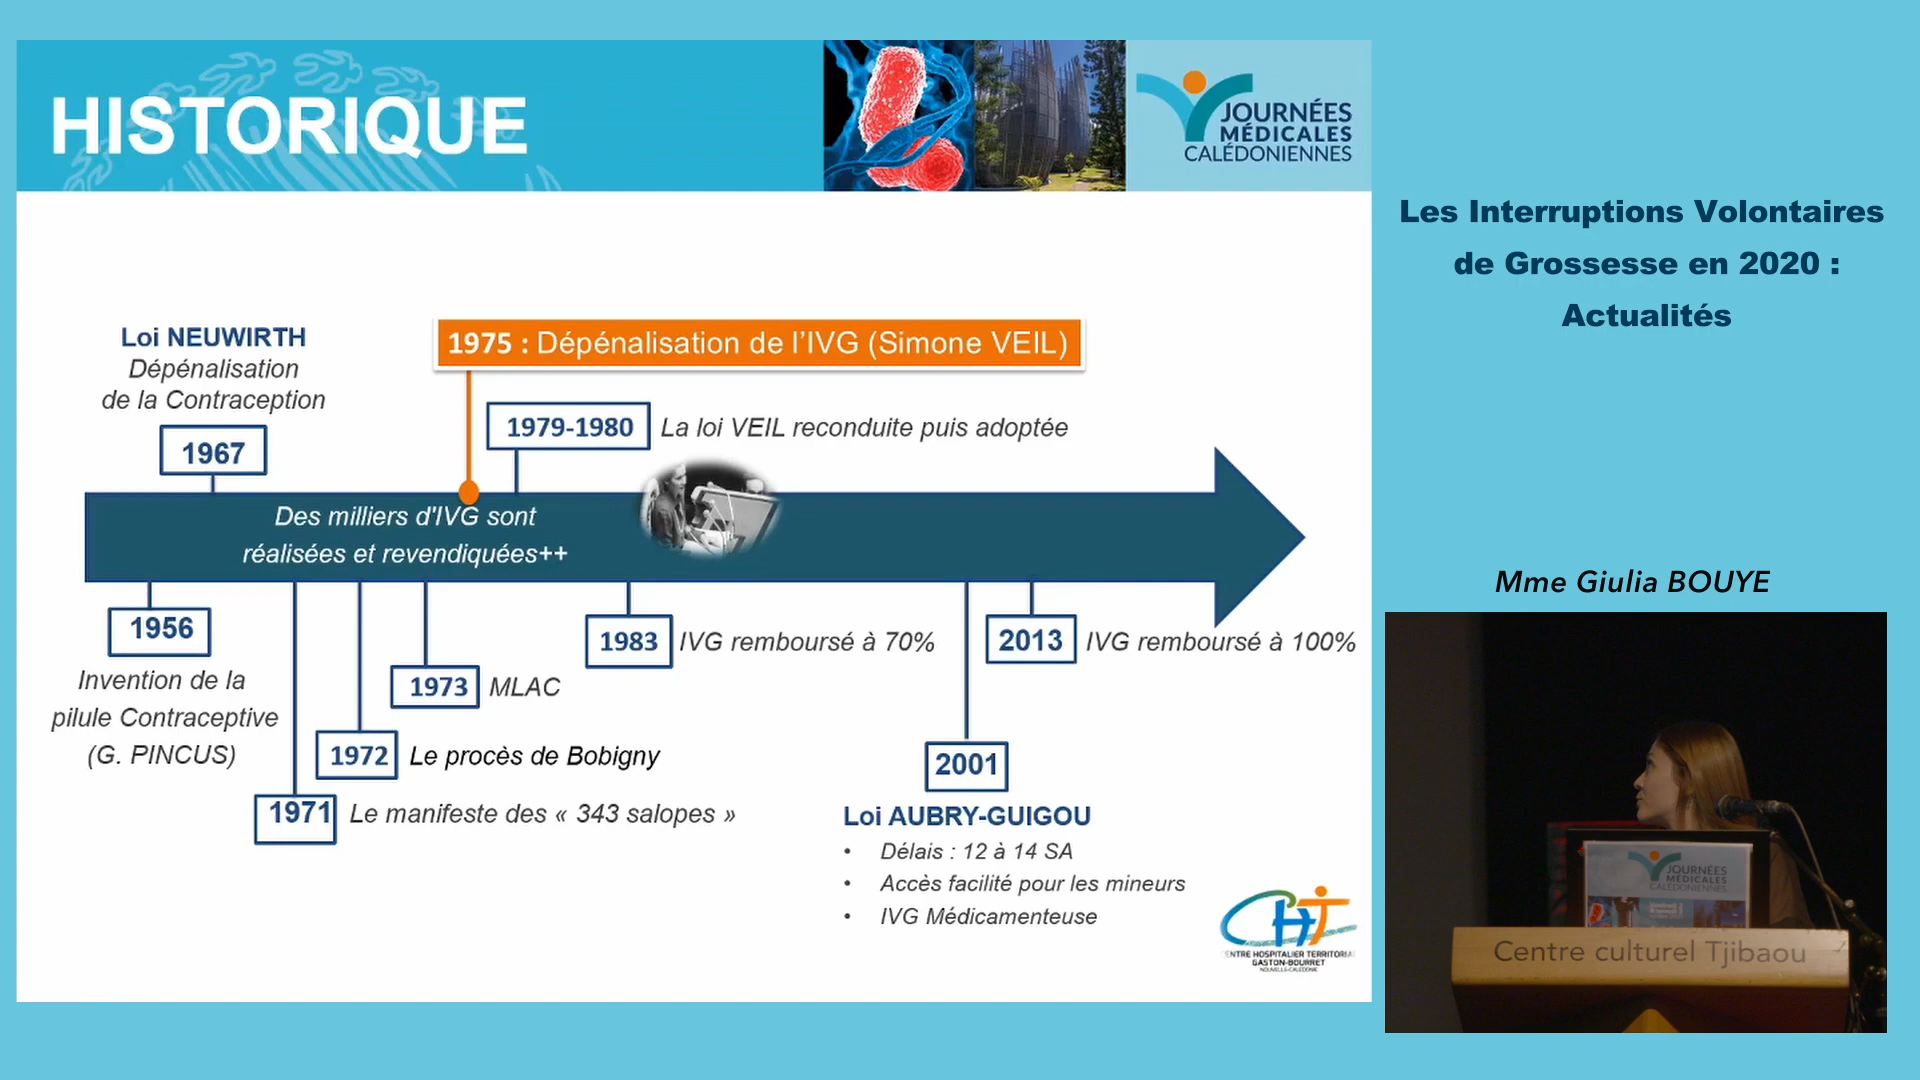 HISTORIQUE
JOURNÉES
MÉDICALES
CALÉDONIENNES
Les Interruptions Volontaires
de Grossesse en 2020 :
Actualités
Mme Giulia BOUYE
Loi NEUWIRTH
Dépénalisation
de la Contraception
1967
1975 : Dépénalisation de l’IVG (Simone VEIL)
1979-1980 La loi VEIL reconduite puis adoptée
Des milliers d'IVG sont
réalisées et revendiquées++
1956
Invention de la
pilule Contraceptive
(G. PINCUS)
1971 Le manifeste des « 343 salopes »
1972 Le procès de Bobigny
1973 MLAC
1983 IVG remboursé à 70%
2001
Loi AUBRY-GUIGOU
• Délais : 12 à 14 SA
• Accès facilité pour les mineurs
• IVG Médicamenteuse
2013 IVG remboursé à 100%
CHT
CENTRE HOSPITALIER TERRITORIAL
GASTON-BOURRET
NOUVELLE-CALÉDONIE
JOURNÉES
MÉDICALES
CALÉDONIENNES
Centre culturel Tjibaou